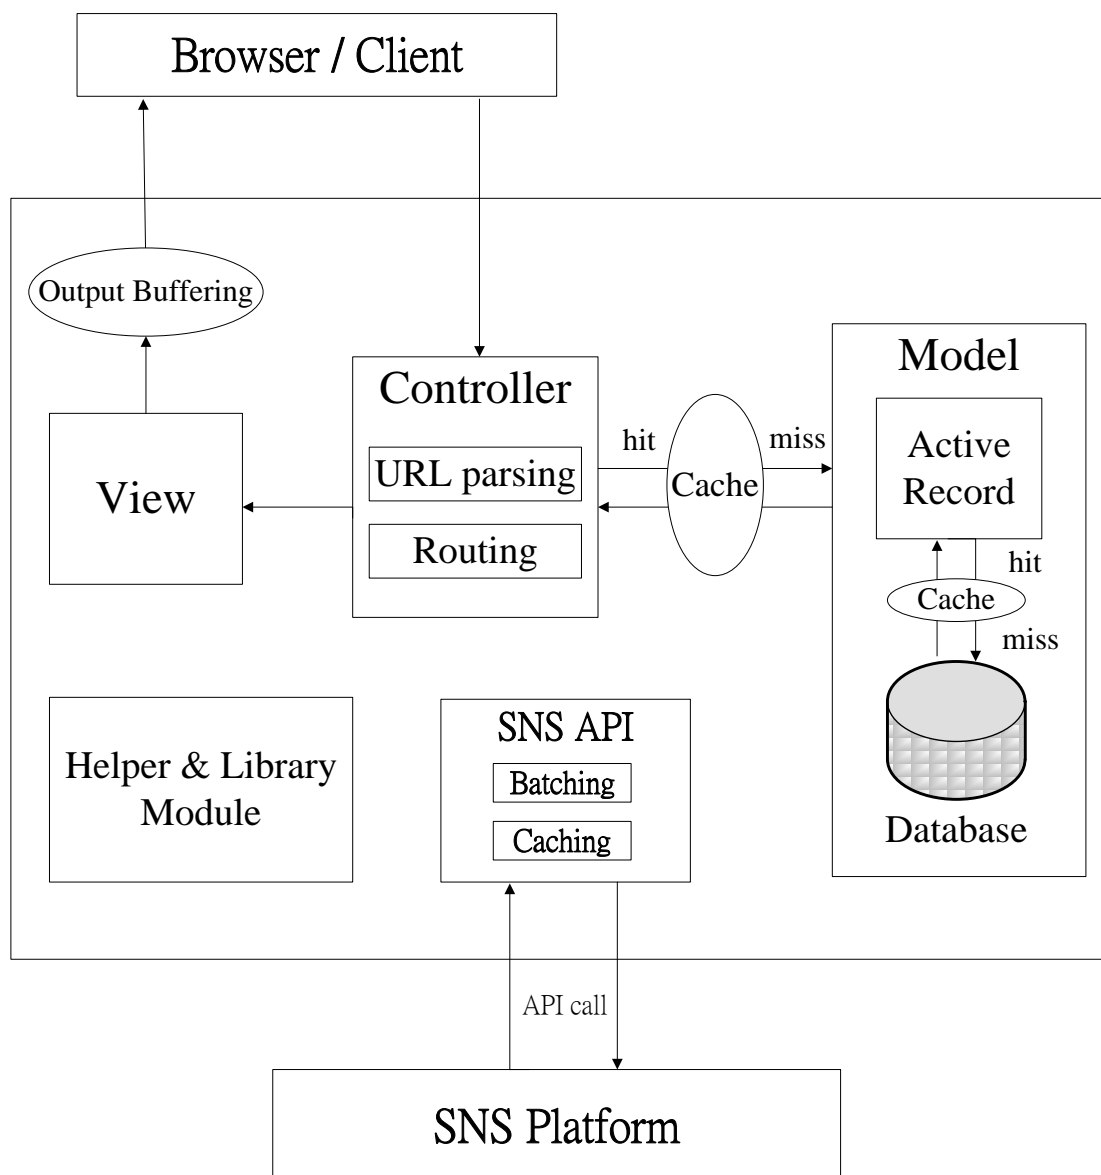 Browser / Client
Output Buffering
Controller
URL parsing
Routing
View
hit
Cache
miss
Model
Active
Record
hit
Cache
miss
Database
Helper & Library
Module
SNS API
Batching
Caching
API call
SNS Platform